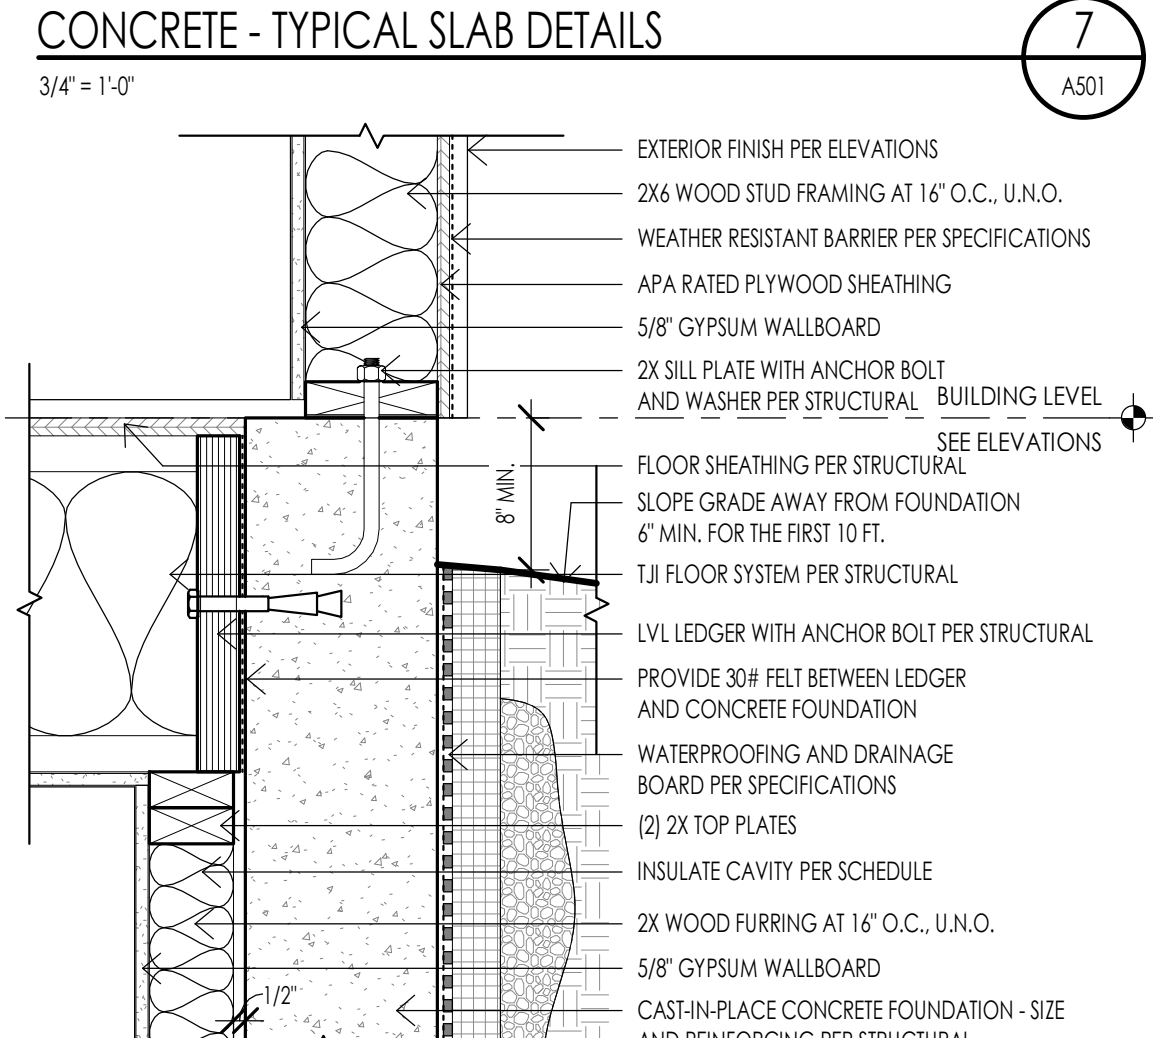 CONCRETE - TYPICAL SLAB DETAILS
7
3/4" = 1'-0"
A501
EXTERIOR FINISH PER ELEVATIONS
2X6 WOOD STUD FRAMING AT 16" O.C., U.N.O.
WEATHER RESISTANT BARRIER PER SPECIFICATIONS
APA RATED PLYWOOD SHEATHING
5/8" GYPSUM WALLBOARD
2X SILL PLATE WITH ANCHOR BOLT
AND WASHER PER STRUCTURAL
BUILDING LEVEL
SEE ELEVATIONS
FLOOR SHEATHING PER STRUCTURAL
8" MIN.
SLOPE GRADE AWAY FROM FOUNDATION
6" MIN. FOR THE FIRST 10 FT.
TJI FLOOR SYSTEM PER STRUCTURAL
LVL LEDGER WITH ANCHOR BOLT PER STRUCTURAL
PROVIDE 30# FELT BETWEEN LEDGER
AND CONCRETE FOUNDATION
WATERPROOFING AND DRAINAGE
BOARD PER SPECIFICATIONS
(2) 2X TOP PLATES
INSULATE CAVITY PER SCHEDULE
2X WOOD FURRING AT 16" O.C., U.N.O.
5/8" GYPSUM WALLBOARD
1/2"
CAST-IN-PLACE CONCRETE FOUNDATION - SIZE
AND REINFORCING PER STRUCTURAL